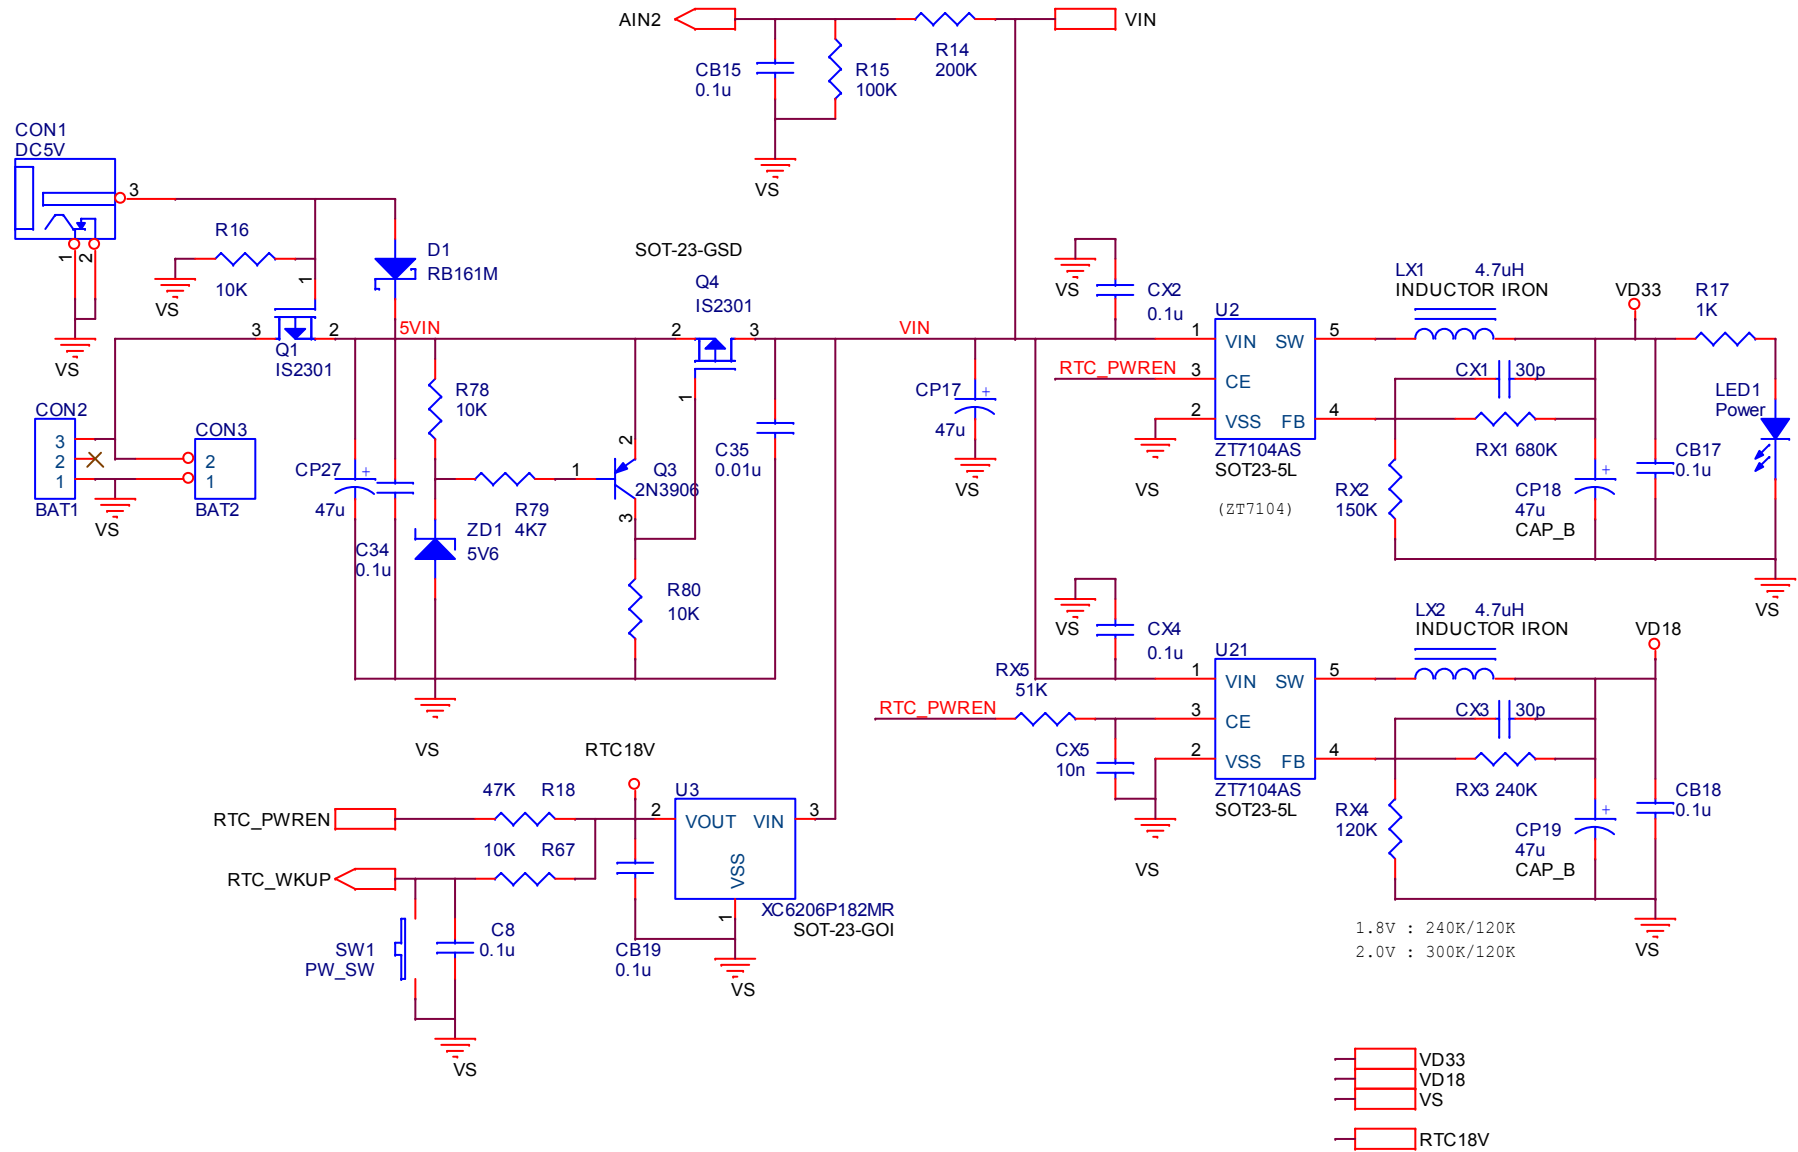 AIN2
VIN
R14
200K
CB15
0.1u
R15
100K
VS
CON1
DC5V
3
1
2
VS
R16
10K
VS
1
D1
RB161M
SOT-23-GSD
Q4
IS2301
3
2
5VIN
2
3
VIN
Q1
IS2301
1
R78
10K
CON2
3
2
1
BAT1
VS
CON3
2
1
BAT2
CP27
+
47u
C34
0.1u
R79
4K7
1
2
Q3
2N3906
3
ZD1
5V6
C35
0.01u
R80
10K
VS
CP17
+
47u
VS
VS
CX2
0.1u
U2
1
VIN
SW
5
RTC_PWREN
3
CE
2
VSS
FB
4
ZT7104AS
SOT23-5L
VS
(ZT7104)
LX1
4.7uH
INDUCTOR IRON
VD33
R17
1K
CX1
30p
RX1 680K
LED1
Power
RX2
150K
CP18
+
47u
CAP_B
CB17
0.1u
VS
VS
CX4
0.1u
U21
RX5
51K
1
VIN
SW
5
RTC_PWREN
3
CE
CX5
10n
2
VSS
FB
4
ZT7104AS
SOT23-5L
VS
LX2
4.7uH
INDUCTOR IRON
VD18
CX3
30p
RX3 240K
RX4
120K
CP19
+
47u
CAP_B
CB18
0.1u
VS
1.8V : 240K/120K
2.0V : 300K/120K
RTC18V
47K
R18
RTC_PWREN
10K
R67
RTC_WKUP
U3
2
VOUT
VIN
3
VSS
1
XC6206P182MR
SOT-23-GOI
SW1
PW_SW
C8
0.1u
CB19
0.1u
VS
VS
VD33
VD18
VS
RTC18V